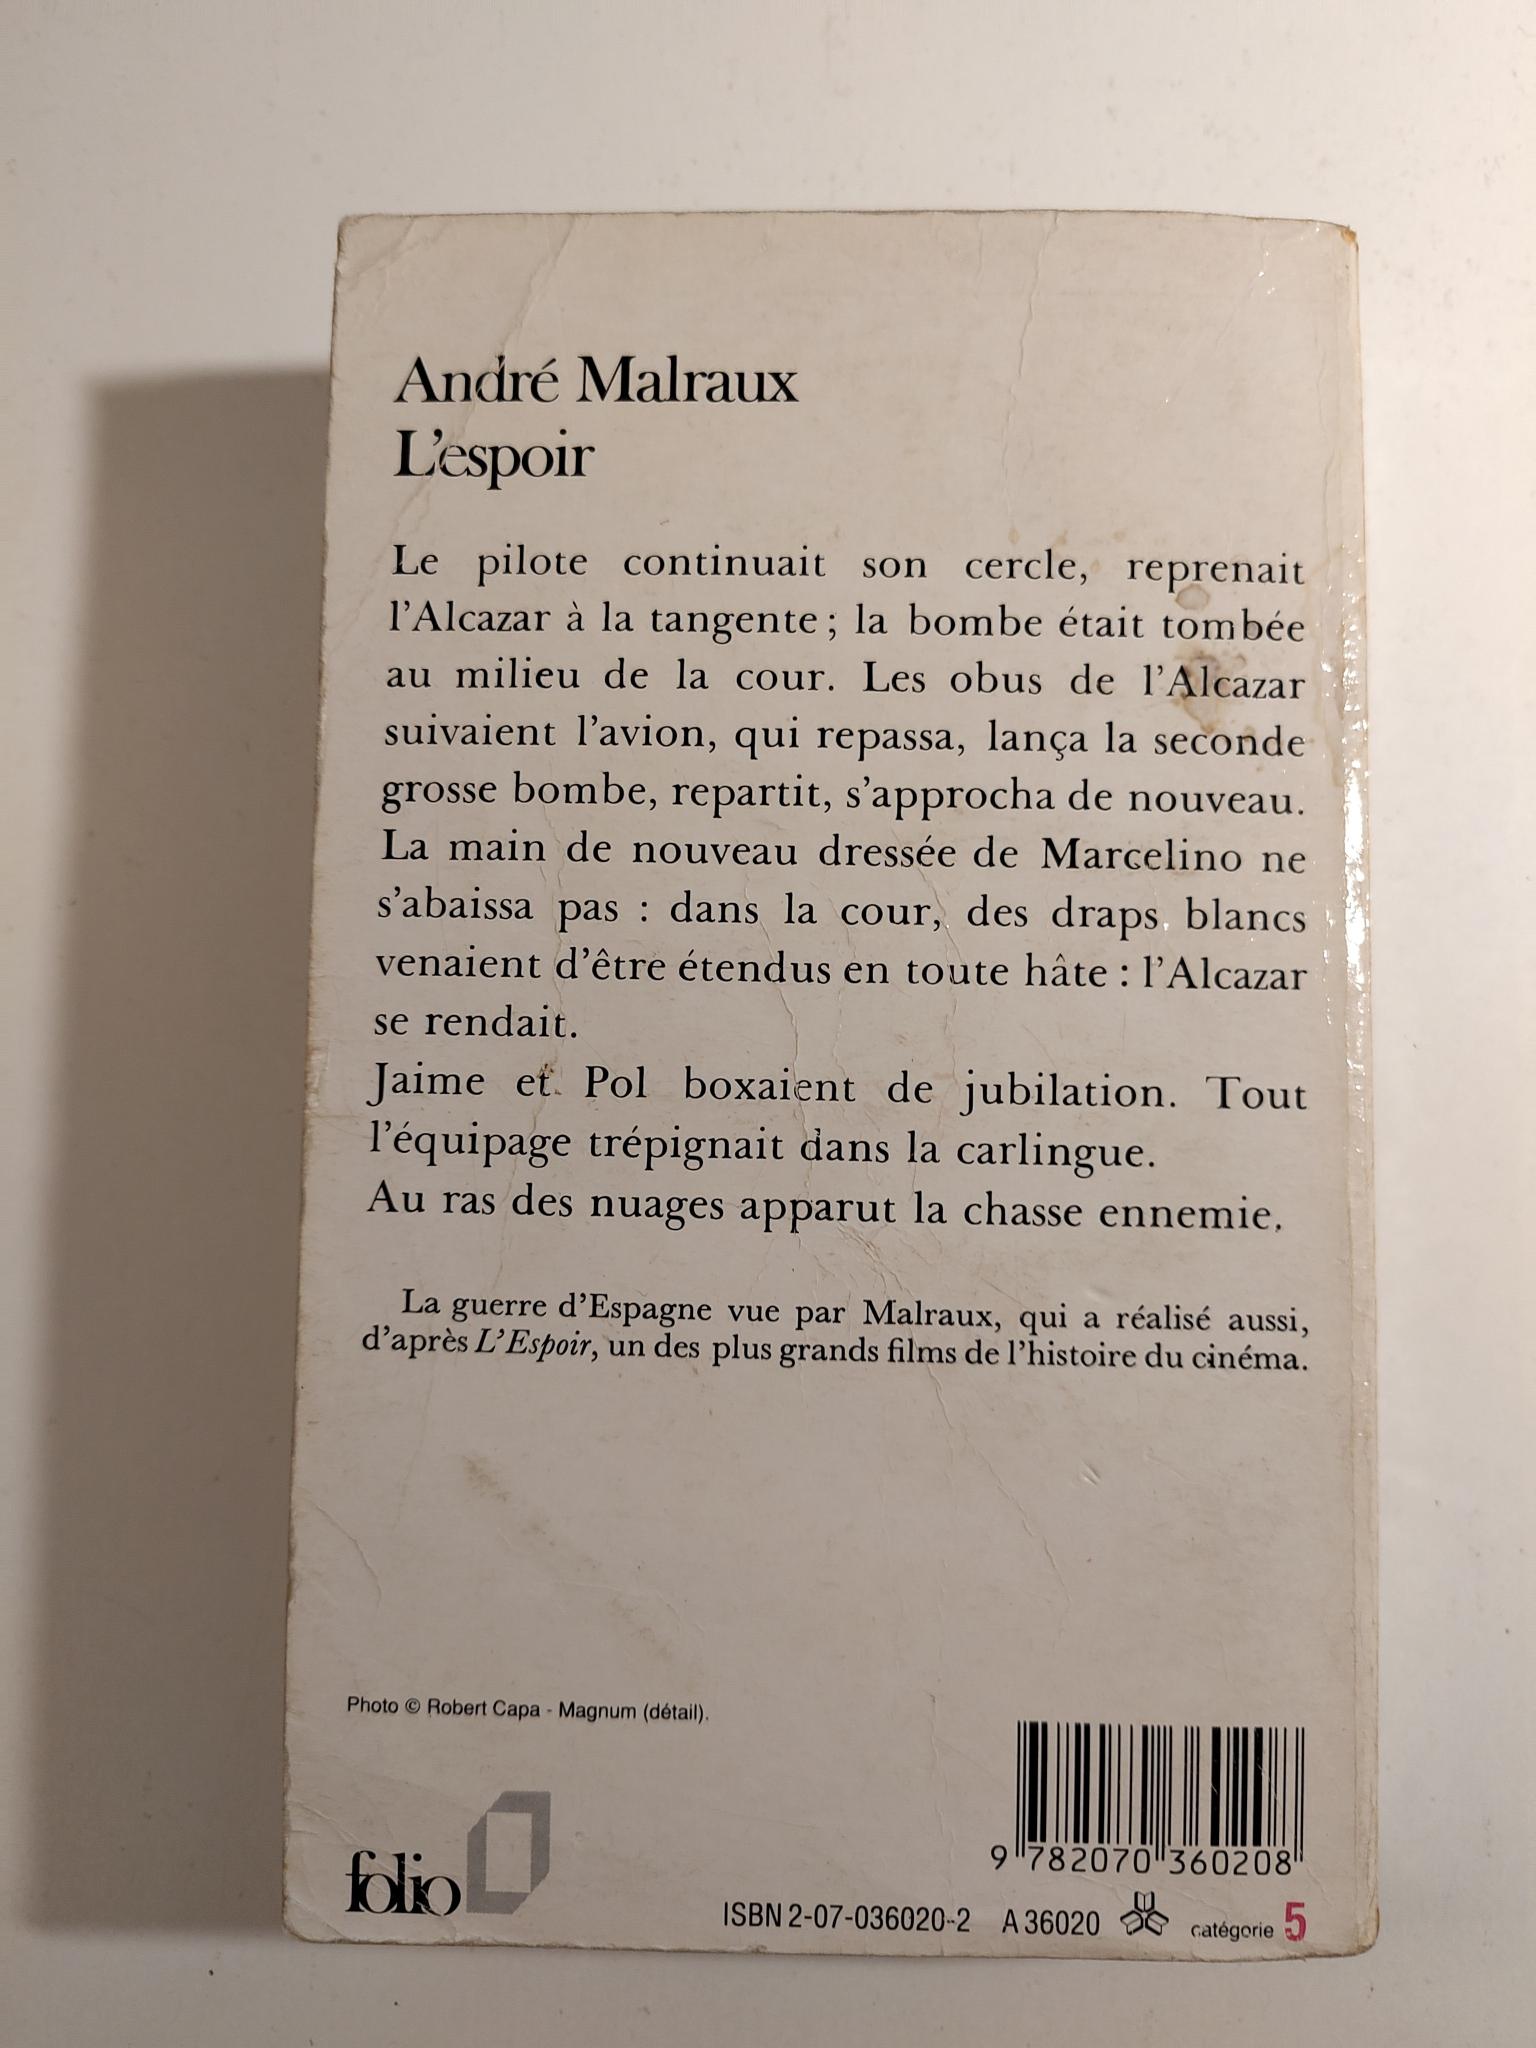 André Malraux
L'espoir
Le pilote continuait son cercle, reprenait
l'Alcazar à la tangente ; la bombe était tombée
au milieu de la cour. Les obus de l'Alcazar
suivaient l'avion, qui repassa, lança la seconde
grosse bombe, repartit, s'approcha de nouveau.
La main de nouveau dressée de Marcelino ne
s'abaissa pas : dans la cour, des draps blancs
venaient d'être étendus en toute hâte : l'Alcazar
se rendait.
Jaime et Pol boxaient de jubilation. Tout
l'équipage trépignait dans la carlingue.
Au ras des nuages apparut la chasse ennemie.
La guerre d'Espagne vue par Malraux, qui a réalisé aussi,
d'après L'Espoir, un des plus grands films de l'histoire du cinéma.
Photo © Robert Capa - Magnum (détail).
folio
9 782070 360208
ISBN 2-07-036020-2 A 36020 catégorie 5